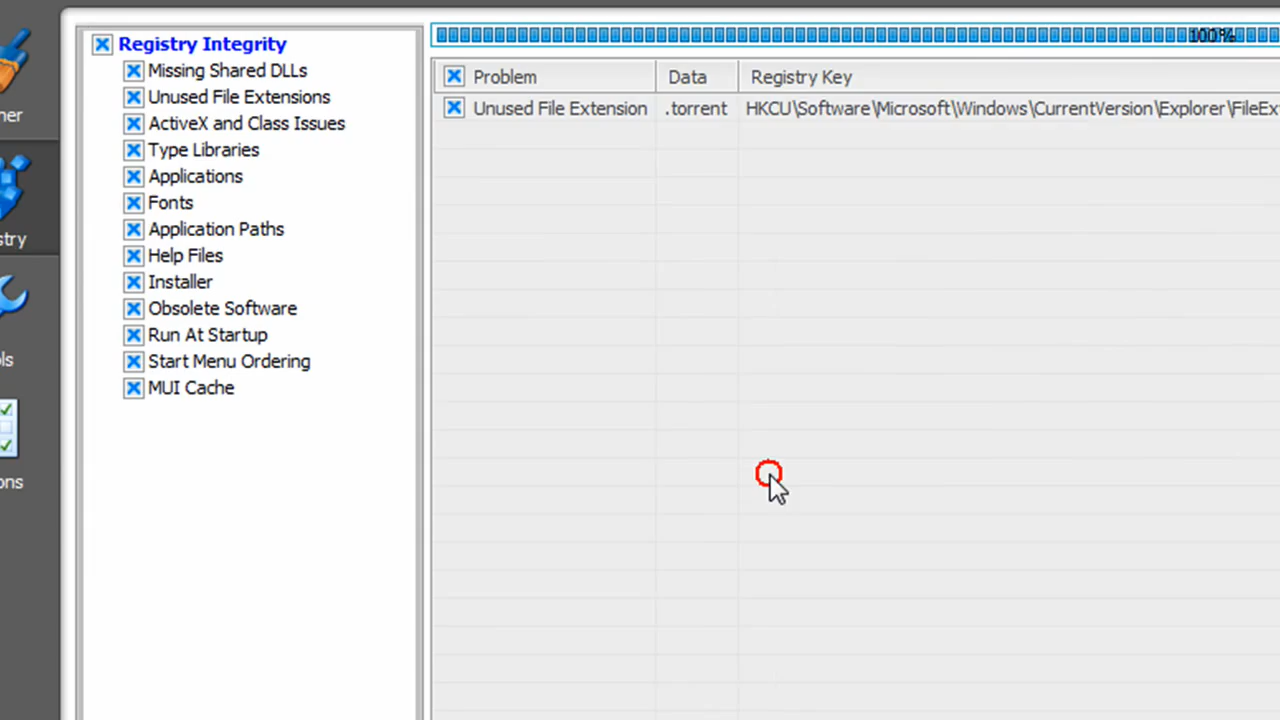 Registry Integrity
Missing Shared DLLs
Unused File Extensions
ActiveX and Class Issues
Type Libraries
Applications
Fonts
Application Paths
Help Files
Installer
Obsolete Software
Run At Startup
Start Menu Ordering
MUI Cache
ner
stry
ls
ons
100%
Problem Data Registry Key
Unused File Extension .torrent HKCU\Software\Microsoft\Windows\CurrentVersion\Explorer\FileEx